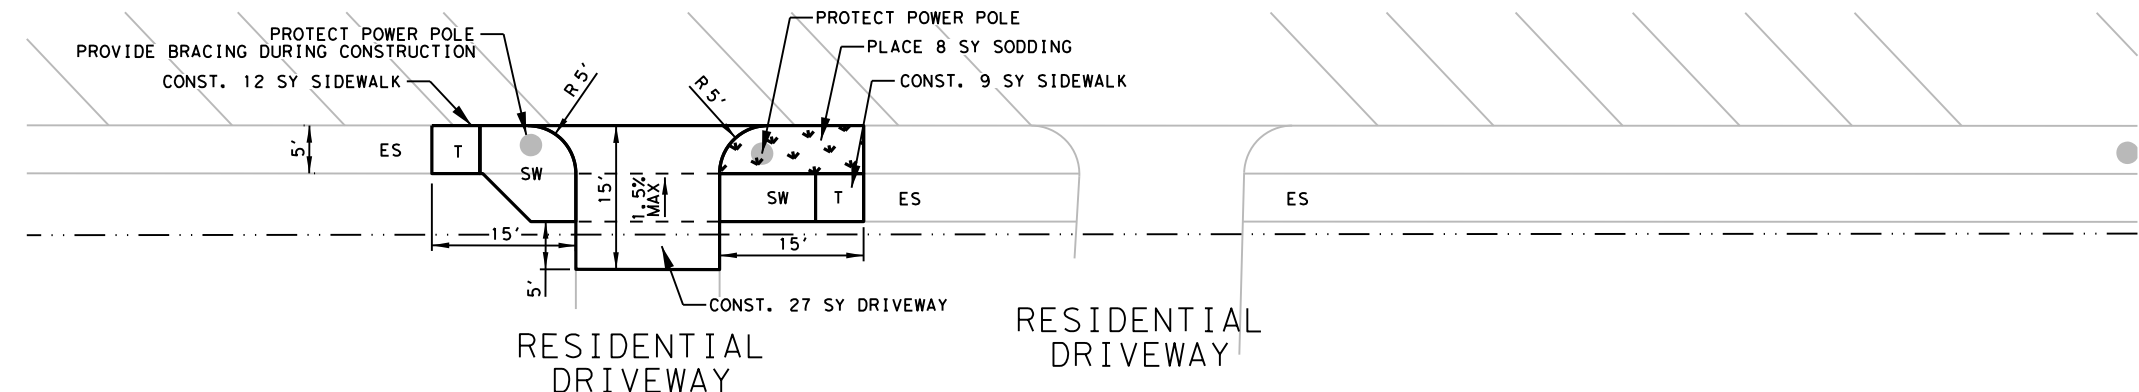 PROTECT POWER POLE
PROVIDE BRACING DURING CONSTRUCTION
CONST. 12 SY SIDEWALK
R 5'
R 5'
PROTECT POWER POLE
PLACE 8 SY SODDING
CONST. 9 SY SIDEWALK
5'
ES
T
SW
15'
1.5%
MAX
SW
T
ES
ES
15'
15'
5'
CONST. 27 SY DRIVEWAY
RESIDENTIAL
DRIVEWAY
RESIDENTIAL
DRIVEWAY